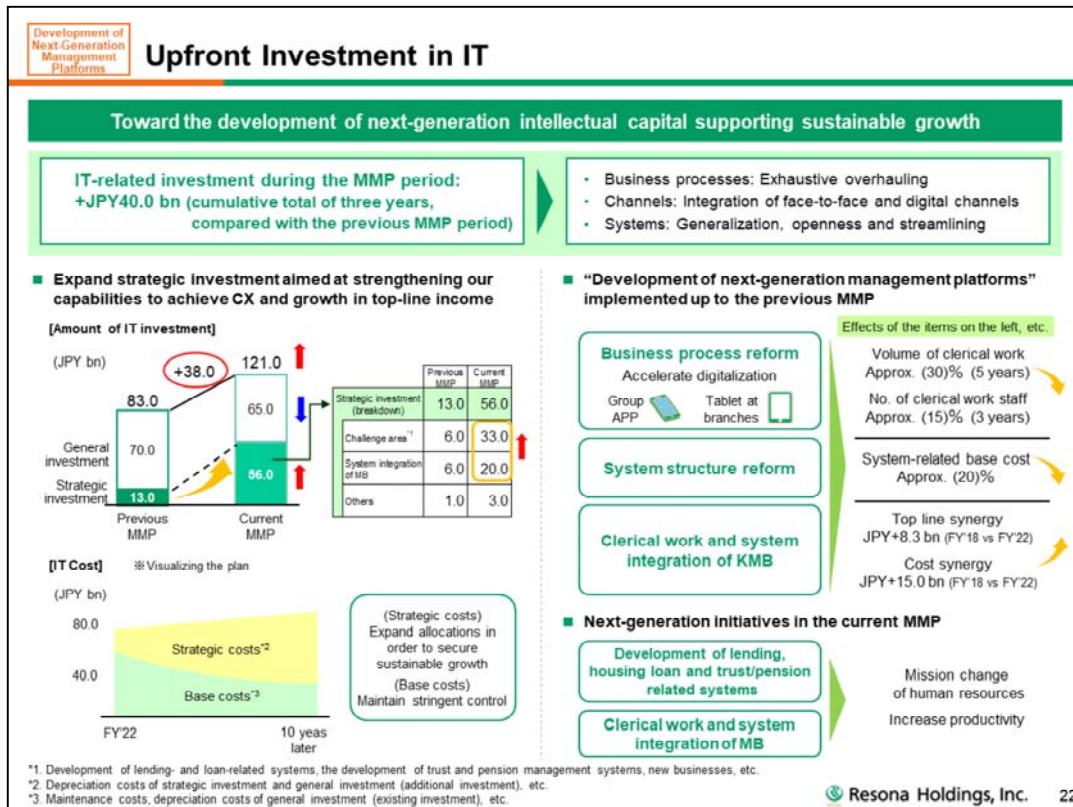 Development of
Next-Generation
Management
Platforms
Upfront Investment in IT
Toward the development of next-generation intellectual capital supporting sustainable growth
IT-related investment during the MMP period:
+JPY40.0 bn (cumulative total of three years,
compared with the previous MMP period)
• Business processes: Exhaustive overhauling
• Channels: Integration of face-to-face and digital channels
• Systems: Generalization, openness and streamlining
■ Expand strategic investment aimed at strengthening our
capabilities to achieve CX and growth in top-line income
[Amount of IT investment]
(JPY bn)
+38.0
121.0
83.0
65.0
70.0
General
investment
56.0
Strategic
investment
13.0
Previous
MMP
Current
MMP
Previous MMP Current MMP
Strategic investment (breakdown) 13.0 56.0
Challenge area*1 6.0 33.0
System integration of MB 6.0 20.0
Others 1.0 3.0
[IT Cost] ※Visualizing the plan
(JPY bn)
80.0
Strategic costs*2
40.0
Base costs*3
FY'22
10 yeas
later
(Strategic costs)
Expand allocations in
order to secure
sustainable growth
(Base costs)
Maintain stringent control
■ “Development of next-generation management platforms”
implemented up to the previous MMP
Effects of the items on the left, etc.
Business process reform
Accelerate digitalization
Group
APP
Tablet at
branches
Volume of clerical work
Approx. (30)% (5 years)
No. of clerical work staff
Approx. (15)% (3 years)
System structure reform
System-related base cost
Approx. (20)%
Clerical work and system
integration of KMB
Top line synergy
JPY+8.3 bn (FY'18 vs FY'22)
Cost synergy
JPY+15.0 bn (FY'18 vs FY'22)
■ Next-generation initiatives in the current MMP
Development of lending,
housing loan and trust/pension
related systems
Clerical work and system
integration of MB
Mission change
of human resources
Increase productivity
*1. Development of lending- and loan-related systems, the development of trust and pension management systems, new businesses, etc.
*2. Depreciation costs of strategic investment and general investment (additional investment), etc.
*3. Maintenance costs, depreciation costs of general investment (existing investment), etc.
Resona Holdings, Inc. 22